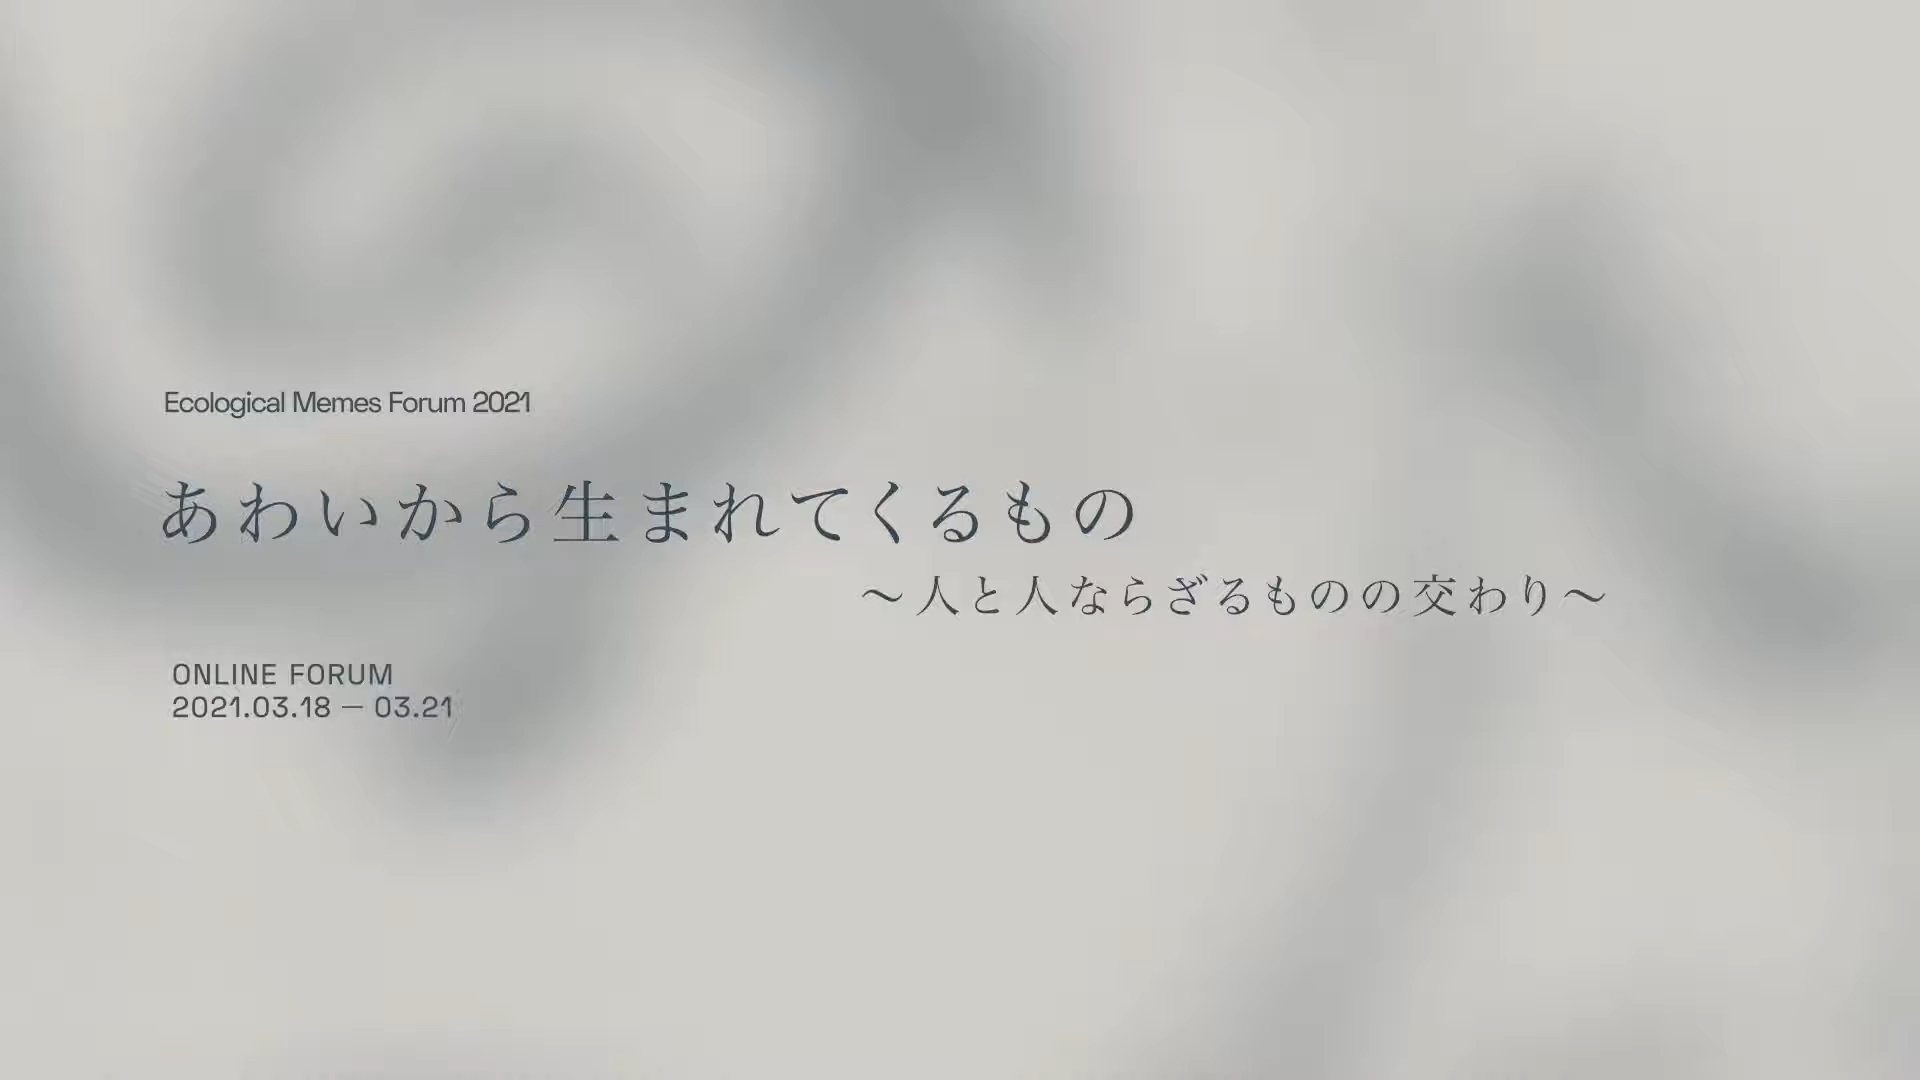 Ecological Memes Forum 2021
あわいから生まれてくるもの
〜人と人ならざるものの交わり〜
ONLINE FORUM
2021.03.18 — 03.21